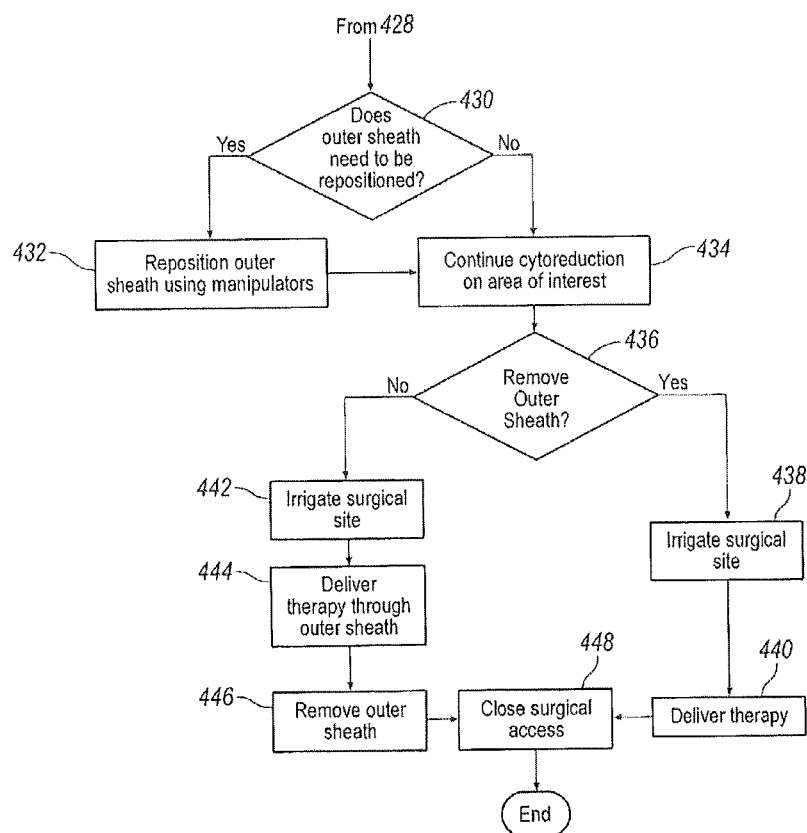 From 428
430
Does
outer sheath
need to be
repositioned?
Yes
No
432
Reposition outer
sheath using manipulators
Continue cytoreduction
on area of interest
434
436
Remove
Outer
Sheath?
No
Yes
442
Irrigate surgical
site
438
Irrigate surgical
site
444
Deliver
therapy through
outer sheath
446
Remove outer
sheath
448
Close surgical
access
440
Deliver therapy
End